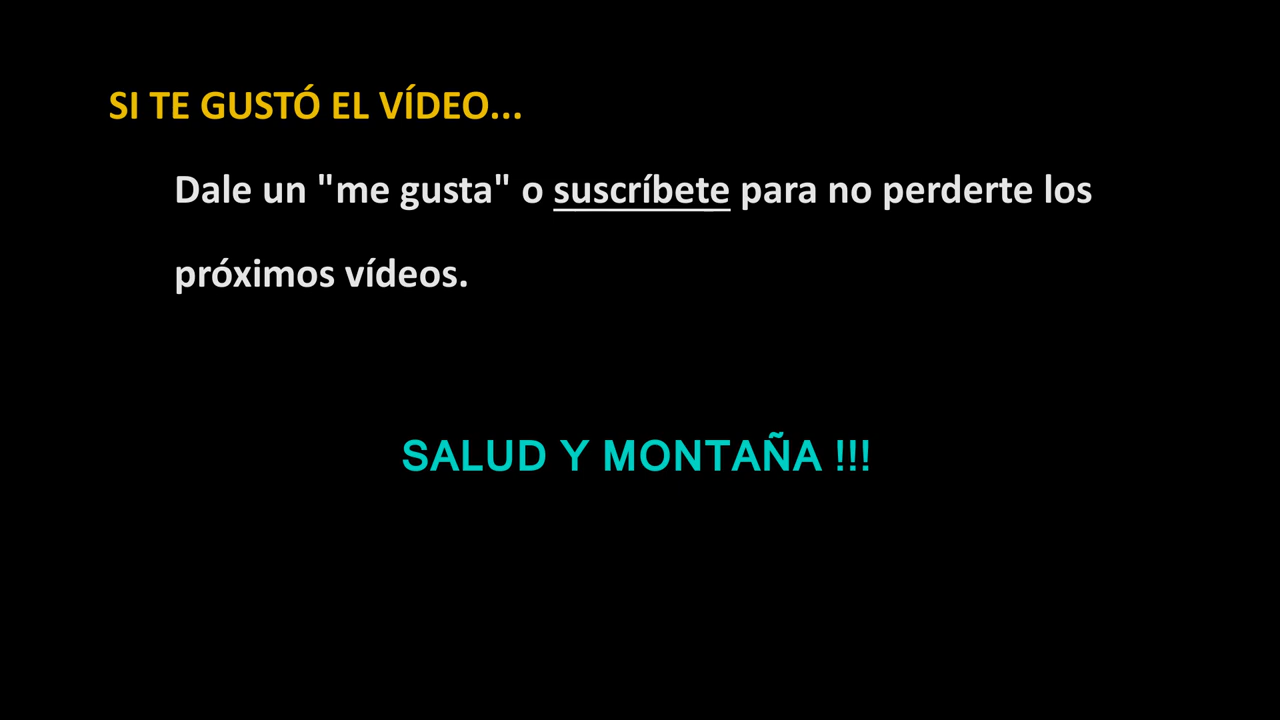 SI TE GUSTÓ EL VÍDEO...
Dale un "me gusta" o suscríbete para no perderte los
próximos vídeos.
SALUD Y MONTAÑA !!!